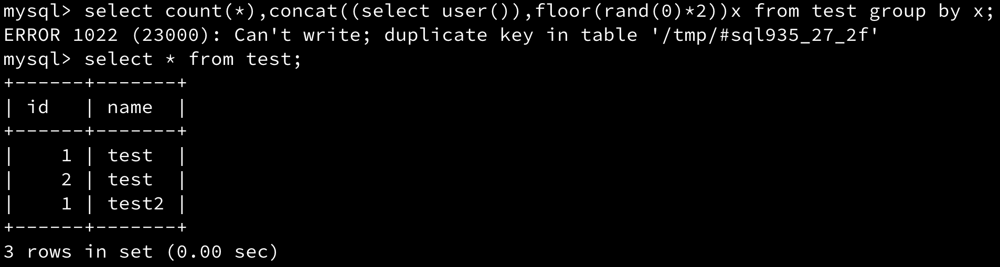 mysql> select count(*),concat((select user()),floor(rand(0)*2))x from test group by x;
ERROR 1022 (23000): Can't write; duplicate key in table '/tmp/#sql935_27_2f'
mysql> select * from test;
+------+-------+
| id   | name  |
+------+-------+
|    1 | test  |
|    2 | test  |
|    1 | test2 |
+------+-------+
3 rows in set (0.00 sec)